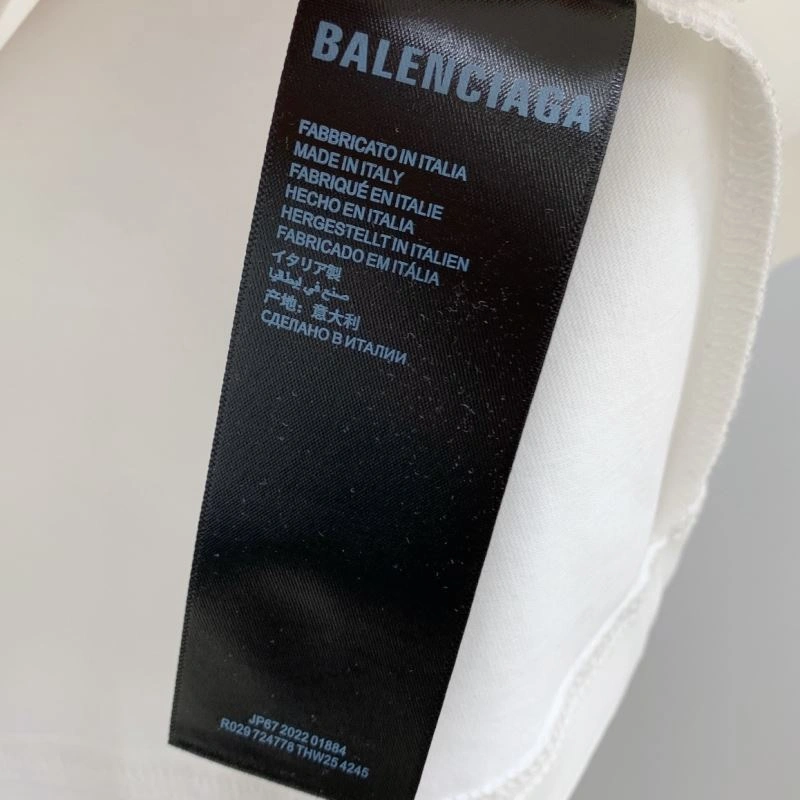 BALENCIAGA
FABBRICATO IN ITALIA
MADE IN ITALY
FABRIQUÉ EN ITALIE
HECHO EN ITALIA
HERGESTELLT IN ITALIEN
FABRICADO EM ITÁLIA
イタリア製
صنع في إيطاليا
产地：意大利
СДЕЛАНО В ИТАЛИИ
JP67 2022 01884
R029 724778 THW25 4245